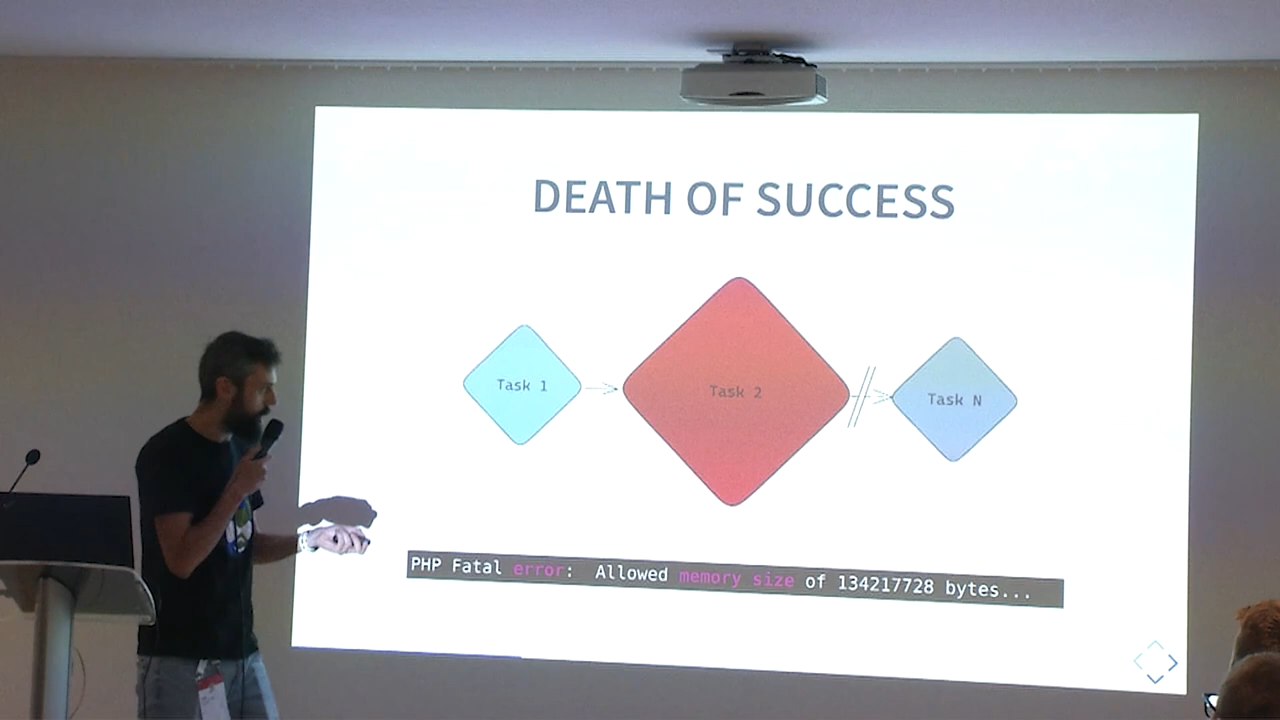 DEATH OF SUCCESS
Task 1
Task 2
Task N
PHP Fatal error: Allowed memory size of 134217728 bytes...